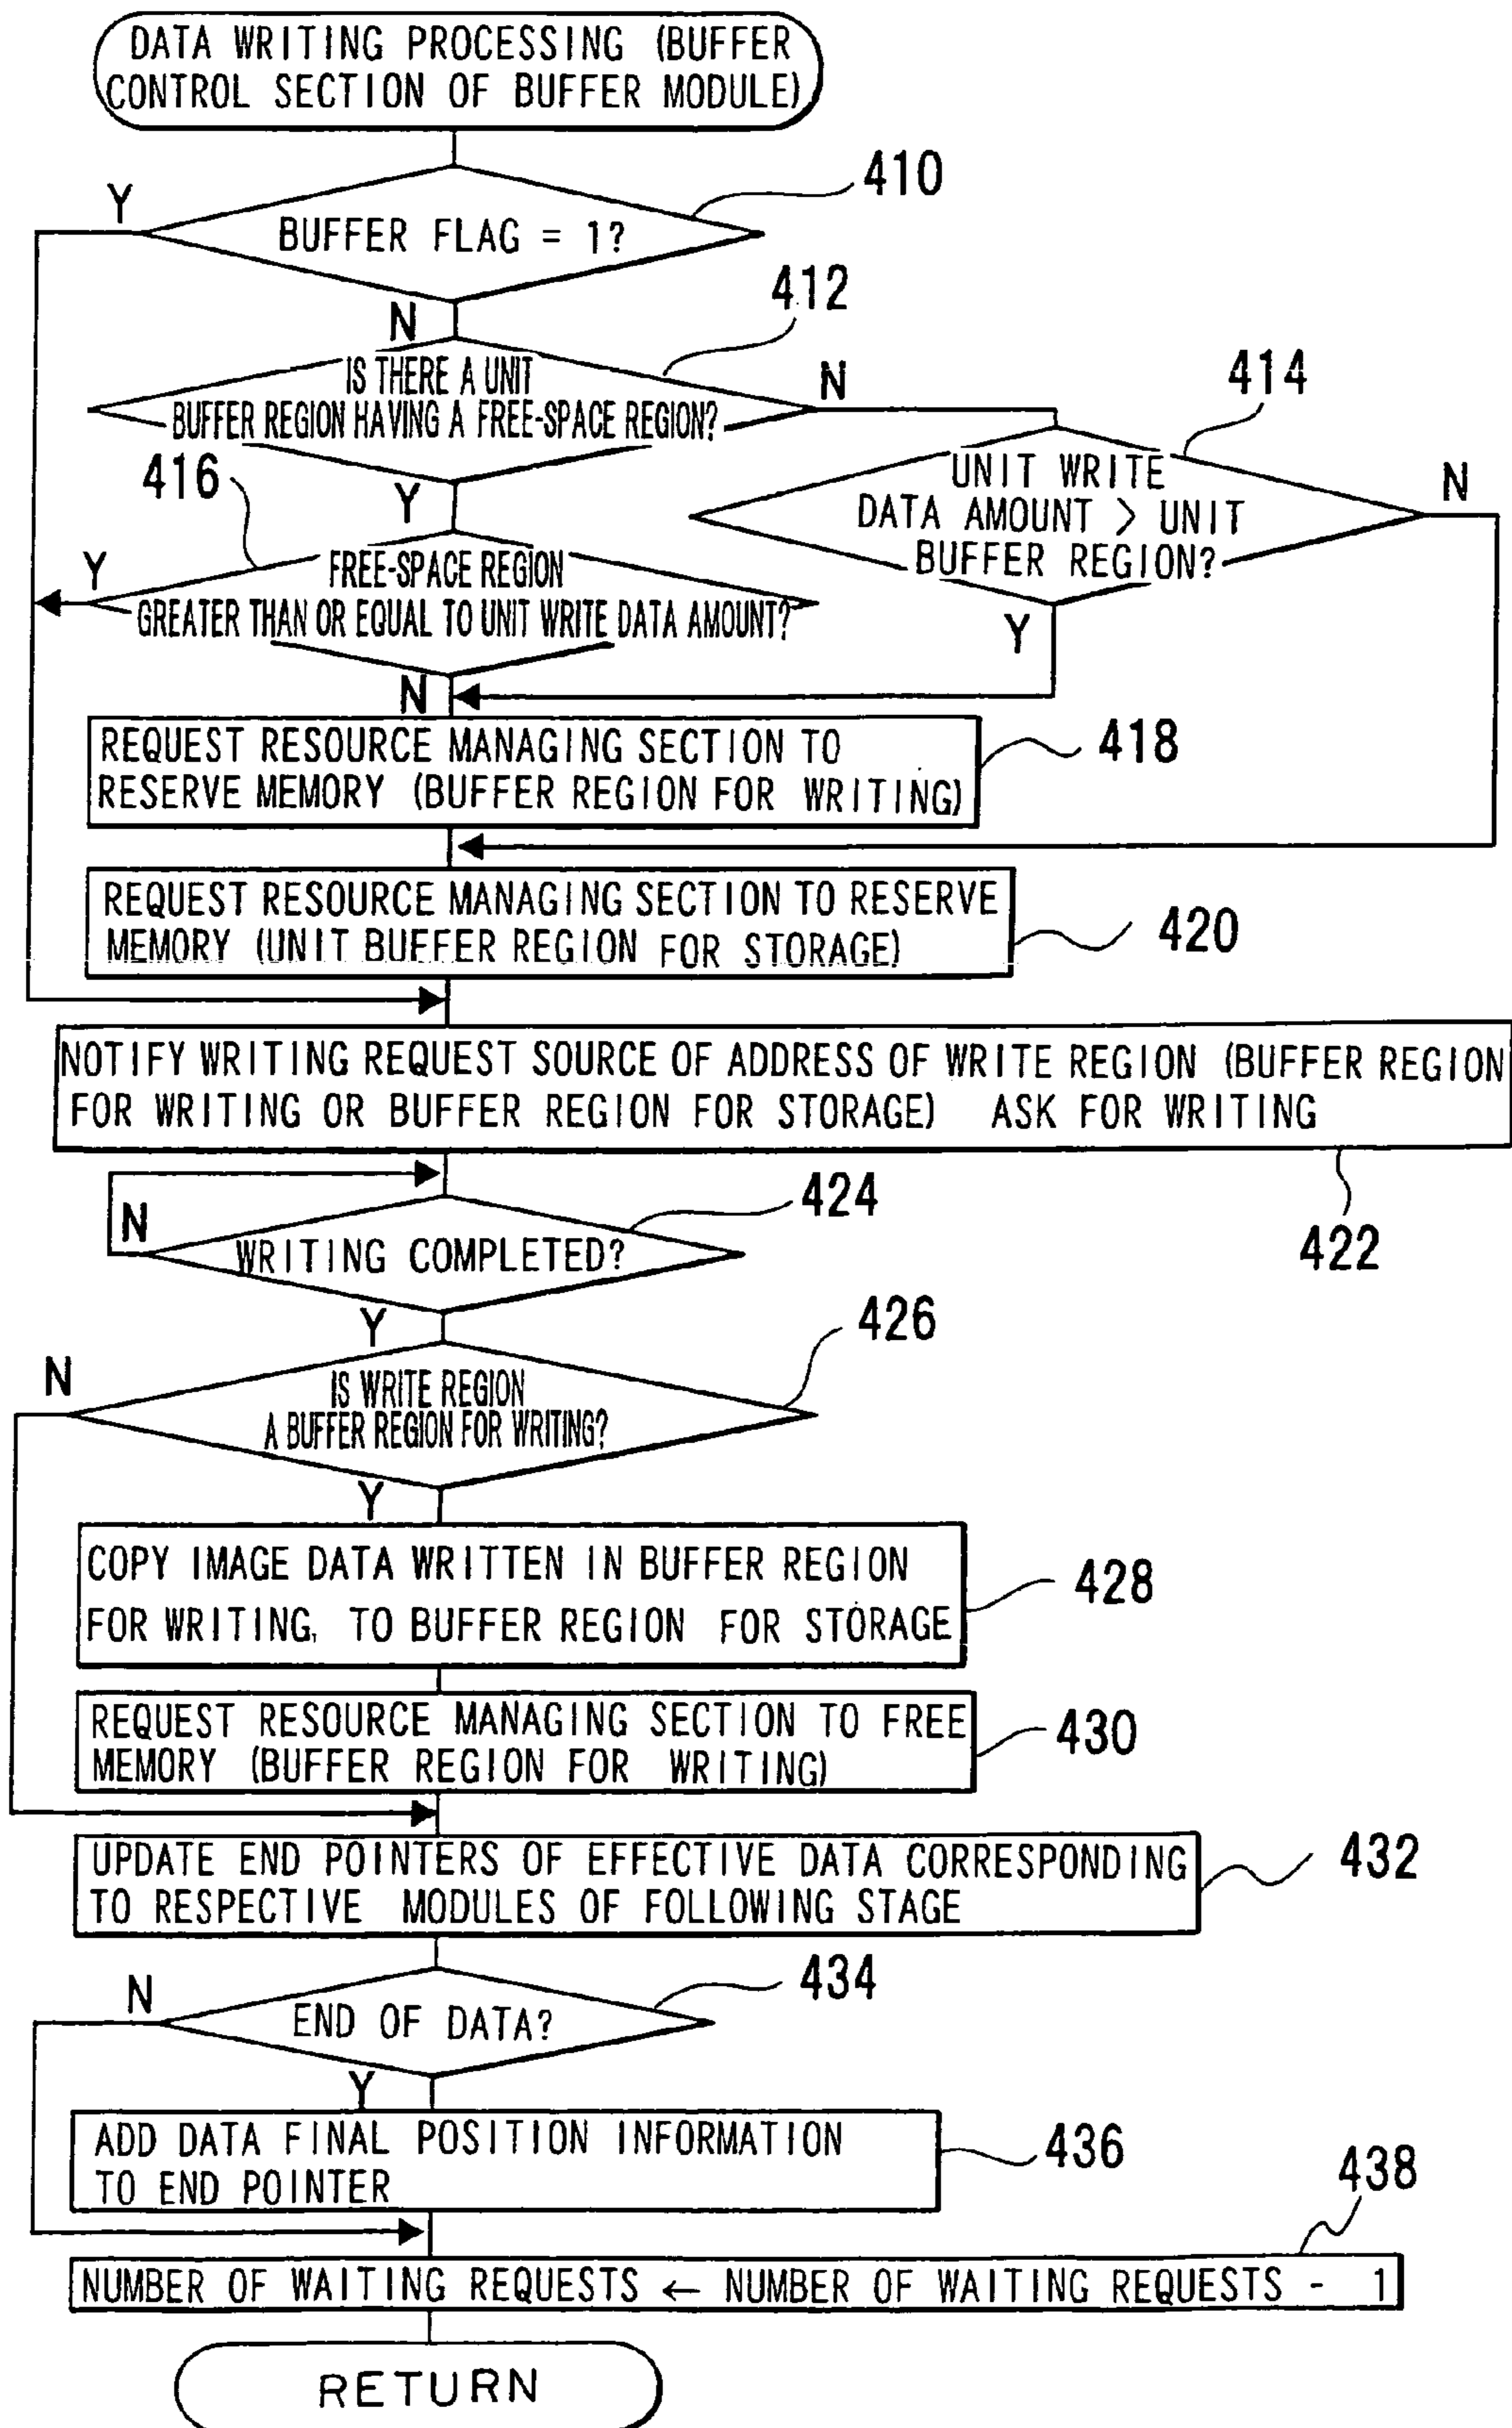 DATA WRITING PROCESSING (BUFFER
CONTROL SECTION OF BUFFER MODULE)
410
Y
BUFFER FLAG = 1?
412
N
IS THERE A UNIT
BUFFER REGION HAVING A FREE-SPACE REGION?
N
414
416
Y
UNIT WRITE
DATA AMOUNT > UNIT
BUFFER REGION?
N
Y
FREE-SPACE REGION
GREATER THAN OR EQUAL TO UNIT WRITE DATA AMOUNT?
Y
N
REQUEST RESOURCE MANAGING SECTION TO
RESERVE MEMORY (BUFFER REGION FOR WRITING)
418
REQUEST RESOURCE MANAGING SECTION TO RESERVE
MEMORY (UNIT BUFFER REGION FOR STORAGE)
420
NOTIFY WRITING REQUEST SOURCE OF ADDRESS OF WRITE REGION (BUFFER REGION
FOR WRITING OR BUFFER REGION FOR STORAGE) ASK FOR WRITING
422
424
N
WRITING COMPLETED?
Y
426
N
IS WRITE REGION
A BUFFER REGION FOR WRITING?
Y
COPY IMAGE DATA WRITTEN IN BUFFER REGION
FOR WRITING, TO BUFFER REGION FOR STORAGE
428
REQUEST RESOURCE MANAGING SECTION TO FREE
MEMORY (BUFFER REGION FOR WRITING)
430
UPDATE END POINTERS OF EFFECTIVE DATA CORRESPONDING
TO RESPECTIVE MODULES OF FOLLOWING STAGE
432
434
N
END OF DATA?
Y
ADD DATA FINAL POSITION INFORMATION
TO END POINTER
436
438
NUMBER OF WAITING REQUESTS ← NUMBER OF WAITING REQUESTS - 1
RETURN